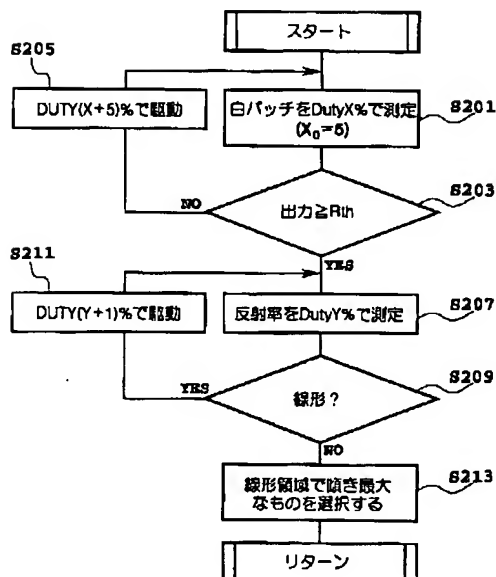 スタート
S205
DUTY(X+5)%で駆動
白パッチをDutyX%で測定
(X₀=5)
S201
出力≧Rth
S203
NO
YES
S211
DUTY(Y+1)%で駆動
反射率をDutyY%で測定
S207
線形?
S209
YES
NO
線形領域で傾き最大
なものを選択する
S213
リターン